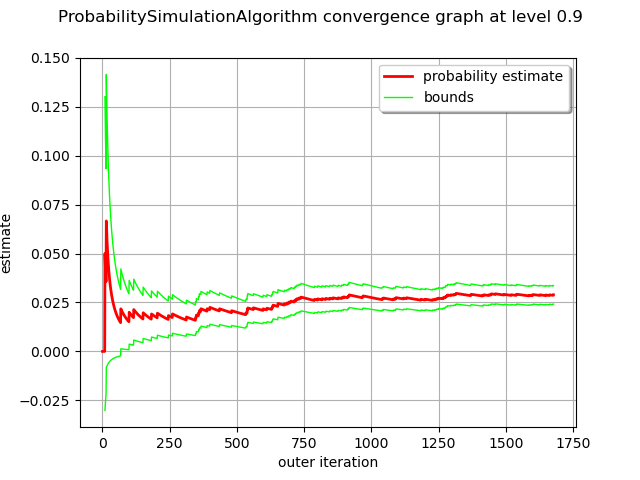 ProbabilitySimulationAlgorithm convergence graph at level 0.9
0.150
0.125
0.100
0.075
0.050
0.025
0.000
−0.025
estimate
probability estimate
bounds
0 250 500 750 1000 1250 1500 1750
outer iteration